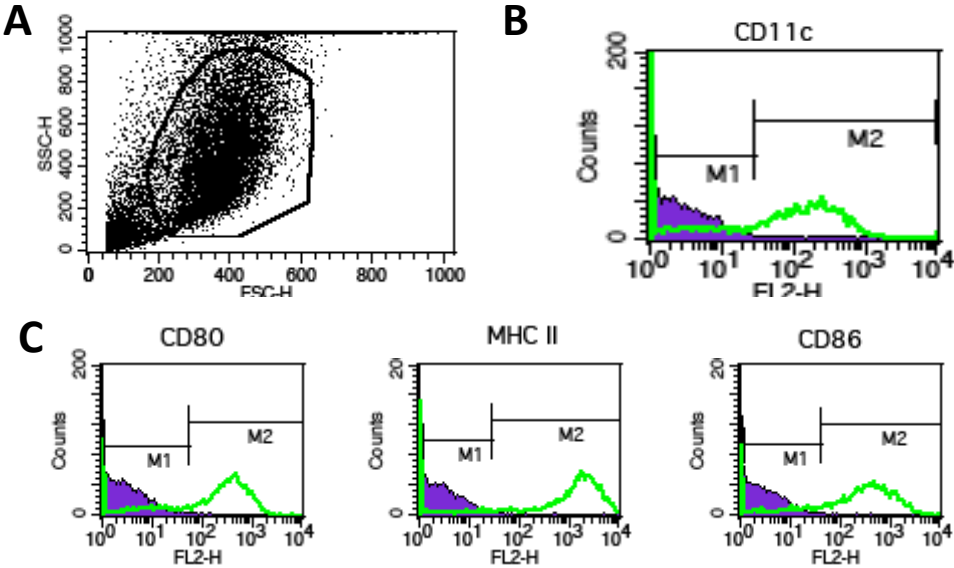 A
1000
800
600
400
200
0
SSC-H
0 200 400 600 800 1000
FSC-H
B
CD11c
200
0
Counts
M1
M2
10^0 10^1 10^2 10^3 10^4
FL2-H
C
CD80
200
0
Counts
M1
M2
10^0 10^1 10^2 10^3 10^4
FL2-H
MHC II
20
0
Counts
M1
M2
10^0 10^1 10^2 10^3 10^4
FL2-H
CD86
20
0
Counts
M1
M2
10^0 10^1 10^2 10^3 10^4
FL2-H